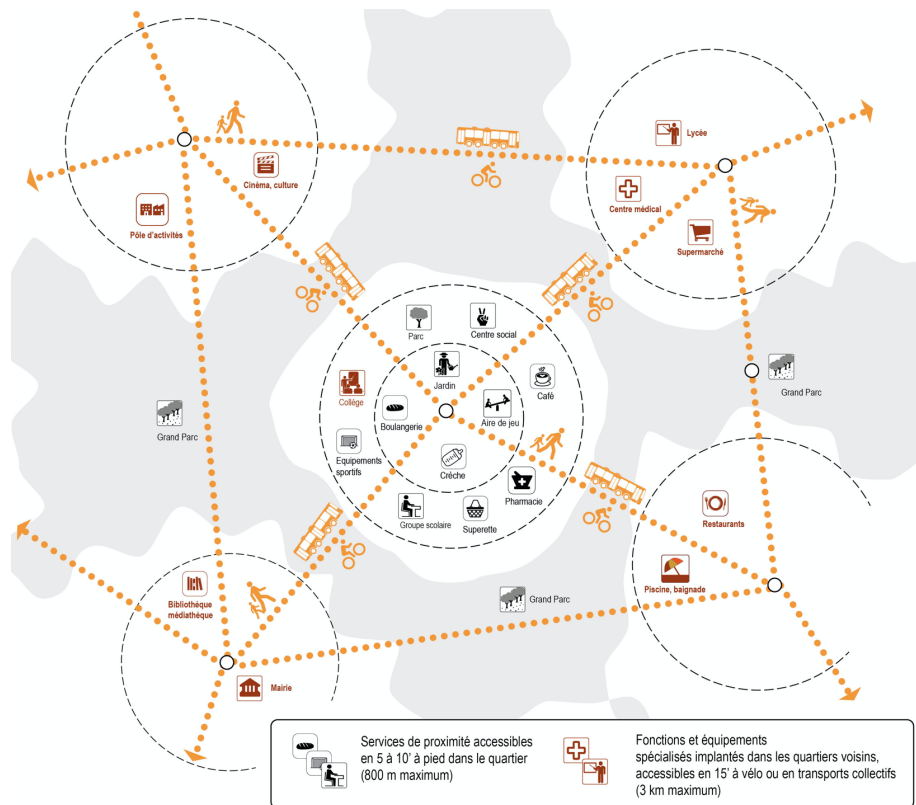 Lycée
Cinéma, culture
Centre médical
Pôle d'activités
Supermarché
Parc
Centre social
Jardin
Collége
Café
Grand Parc
Boulangerie
Aire de jeu
Grand Parc
Equipements
sportifs
Créche
Pharmacie
Groupe scolaire
Superette
Restaurants
Bibliothèque
médiathèque
Piscine, baignade
Grand Parc
Mairie
Services de proximité accessibles
en 5 à 10' à pied dans le quartier
(800 m maximum)
Fonctions et équipements
spécialisés implantés dans les quartiers voisins,
accessibles en 15' à vélo ou en transports collectifs
(3 km maximum)